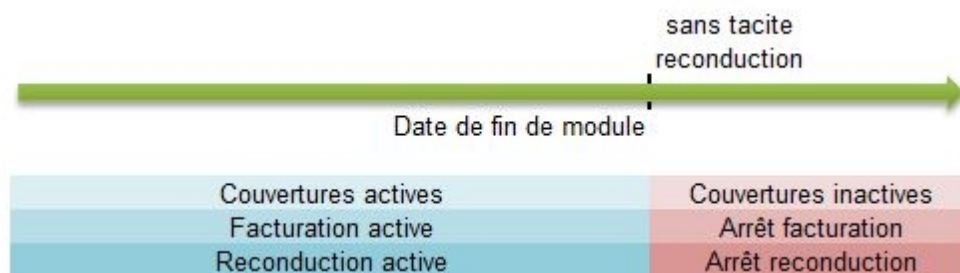 sans tacite
reconduction
Date de fin de module
Couvertures actives
Couvertures inactives
Facturation active
Arrêt facturation
Reconduction active
Arrêt reconduction